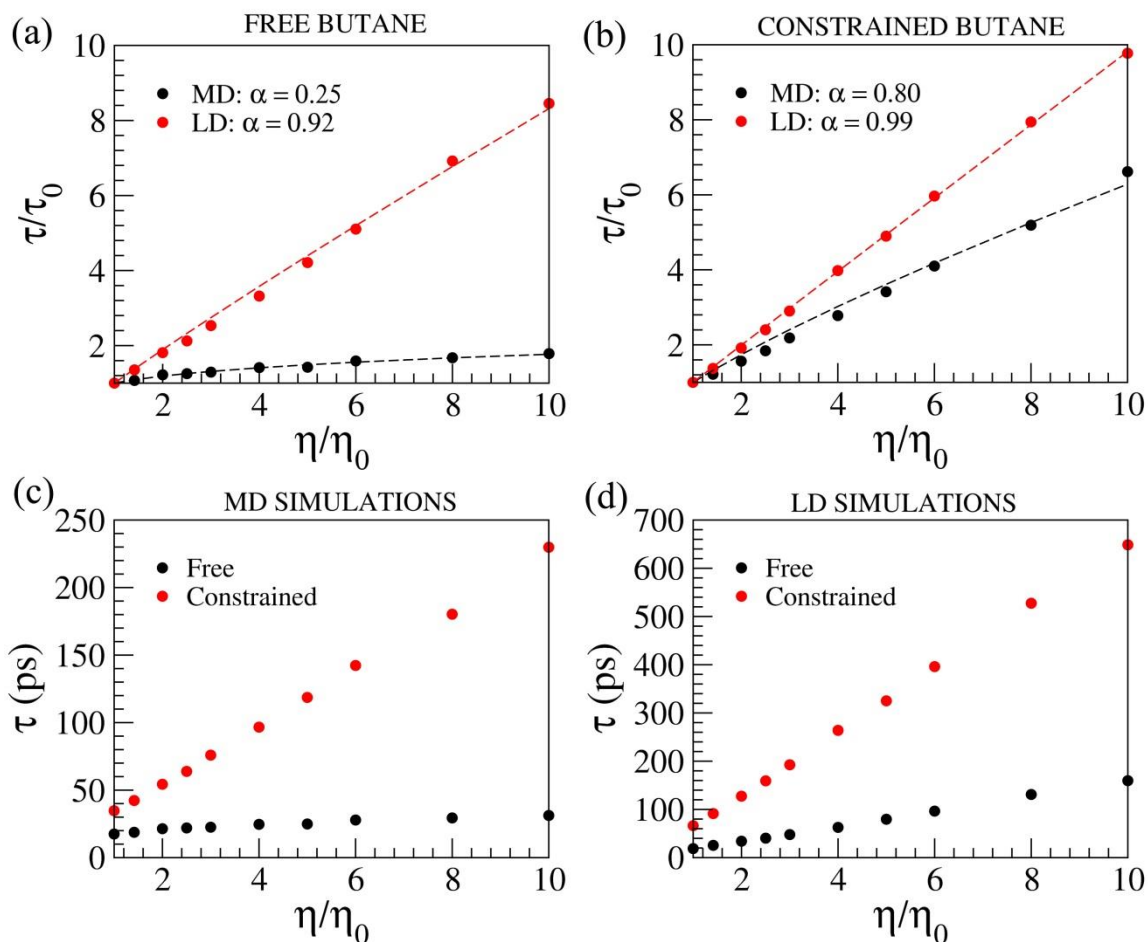 (a) FREE BUTANE
10
8
6
4
2
τ/τ₀
MD: α = 0.25
LD: α = 0.92
2 4 6 8 10
η/η₀
(b) CONSTRAINED BUTANE
10
8
6
4
2
τ/τ₀
MD: α = 0.80
LD: α = 0.99
2 4 6 8 10
η/η₀
(c) MD SIMULATIONS
250
200
150
100
50
0
τ (ps)
Free
Constrained
2 4 6 8 10
η/η₀
(d) LD SIMULATIONS
700
600
500
400
300
200
100
0
τ (ps)
Free
Constrained
2 4 6 8 10
η/η₀